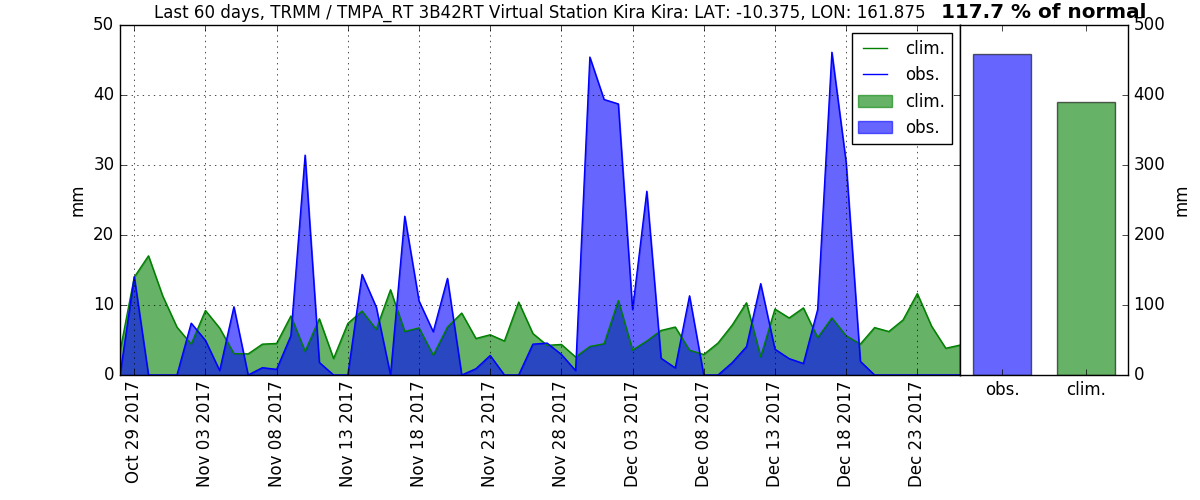 Last 60 days, TRMM / TMPA_RT 3B42RT Virtual Station Kira Kira: LAT: -10.375, LON: 161.875
117.7 % of normal
50
40
30
20
10
0
mm
clim.
obs.
clim.
obs.
Oct 29 2017
Nov 03 2017
Nov 08 2017
Nov 13 2017
Nov 18 2017
Nov 23 2017
Nov 28 2017
Dec 03 2017
Dec 08 2017
Dec 13 2017
Dec 18 2017
Dec 23 2017
500
400
300
200
100
0
mm
obs.
clim.